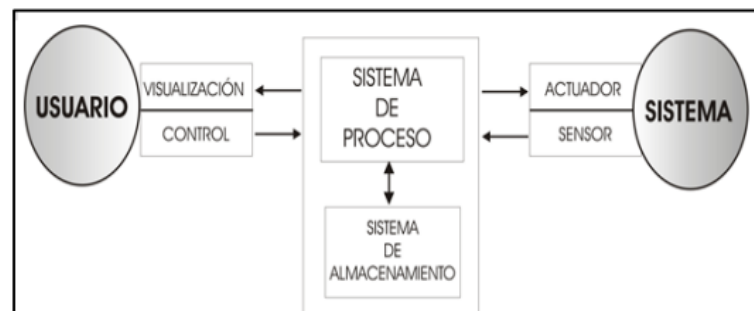 USUARIO
VISUALIZACIÓN
CONTROL
SISTEMA
DE
PROCESO
SISTEMA
DE
ALMACENAMIENTO
ACTUADOR
SENSOR
SISTEMA